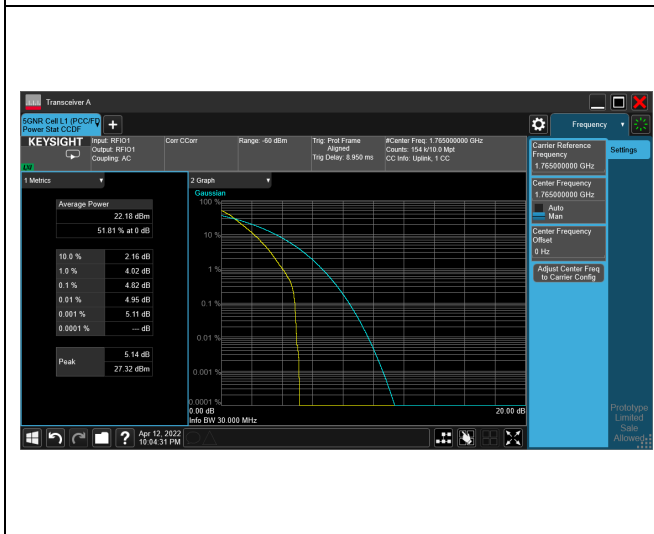 Transceiver A
5GNR Cell L1 (PCC/FD
Power Stat CCDF
Frequency
KEYSIGHT
Input: RFIO1
Output: RFIO1
Coupling: AC
Corr CCorr
Range: -60 dBm
Trig: Prot Frame
Aligned
Trig Delay: 8.950 ms
#Center Freq: 1.765000000 GHz
Counts: 154 k/10.0 Mpt
CC Info: Uplink, 1 CC
1 Metrics
Average Power
22.18 dBm
51.81 % at 0 dB
10.0 % 2.16 dB
1.0 % 4.02 dB
0.1 % 4.82 dB
0.01 % 4.95 dB
0.001 % 5.11 dB
0.0001 % --- dB
Peak
5.14 dB
27.32 dBm
2 Graph
Gaussian
100 %
10 %
1 %
0.1 %
0.01 %
0.001 %
0.0001 %
0.00 dB 20.00 dB
Info BW 30.000 MHz
Carrier Reference
Frequency
1.765000000 GHz
Center Frequency
1.765000000 GHz
Auto
Man
Center Frequency
Offset
0 Hz
Adjust Center Freq
to Carrier Config
Settings
Prototype
Limited
Sale
Allowed
? Apr 12, 2022
10:04:31 PM